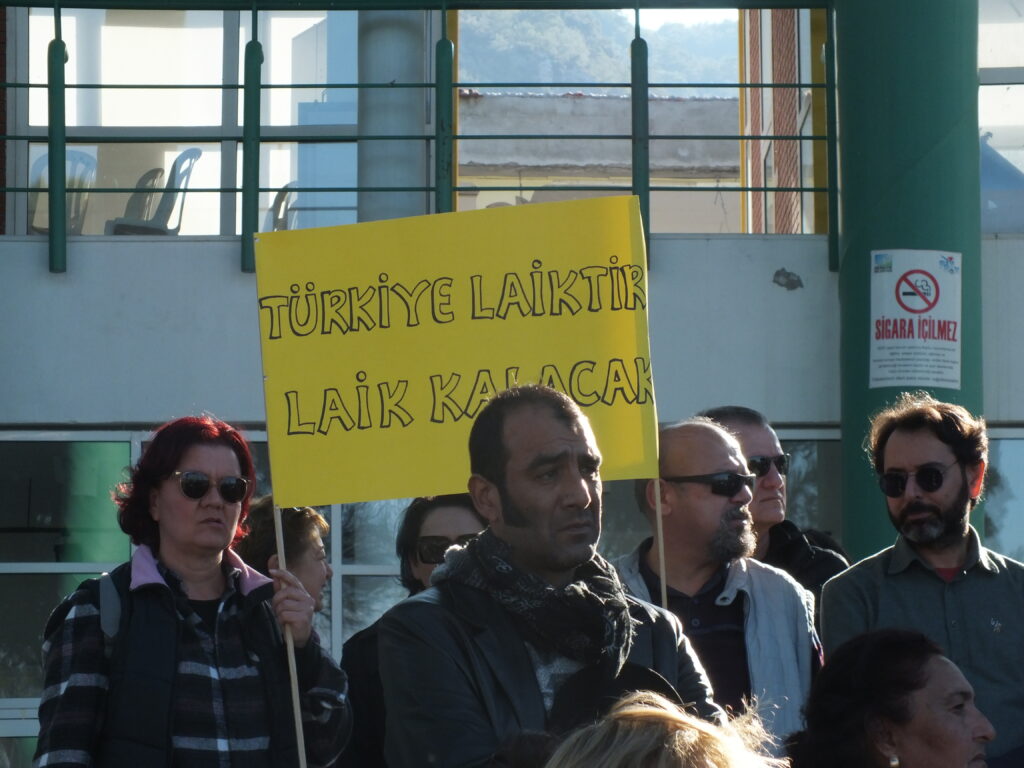 TÜRKİYE LAİKTİR
LAİK KALACAK
SİGARA İÇİLMEZ